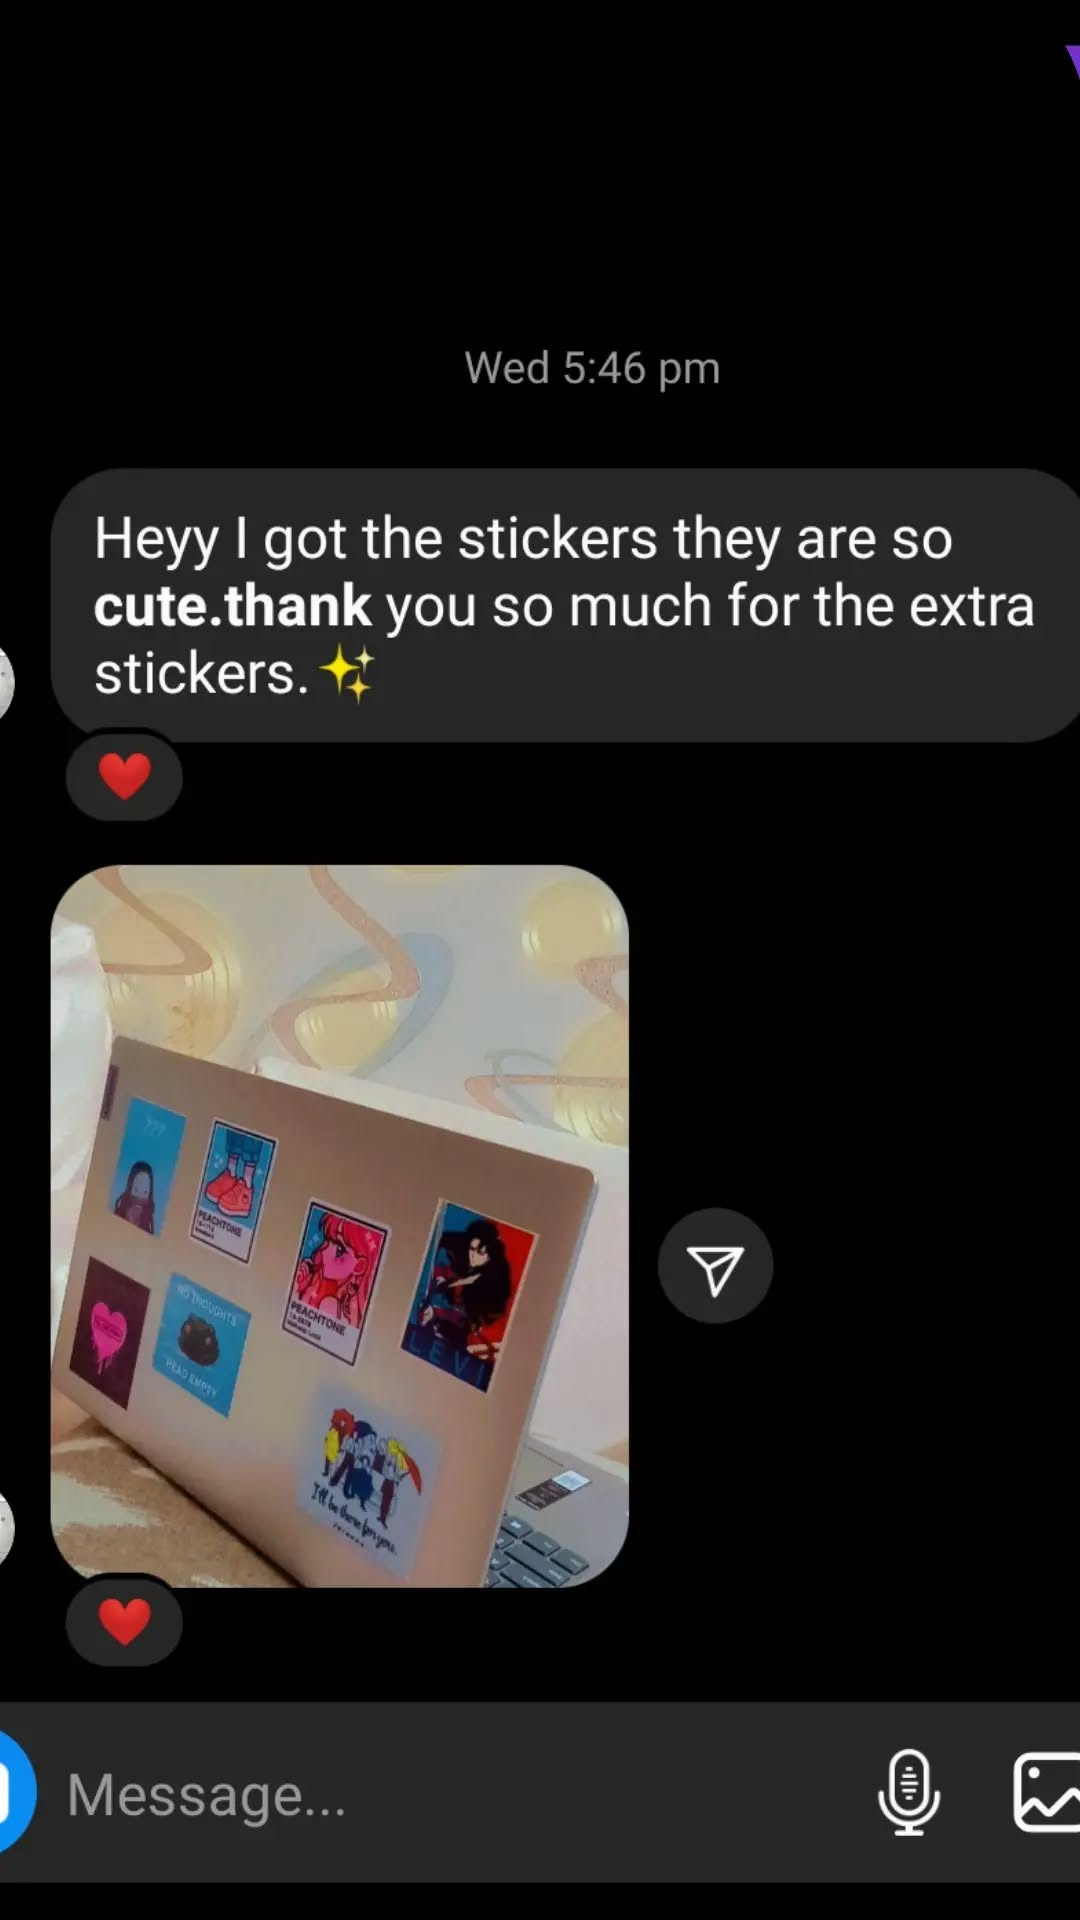 Wed 5:46 pm
Heyy I got the stickers they are so
cute.thank you so much for the extra
stickers. ✨
❤️
???
PEACHTONE
PEACHTONE
LEVI
NO THOUGHTS
HEAD EMPTY
I'll be there for you.
❤️
Message...